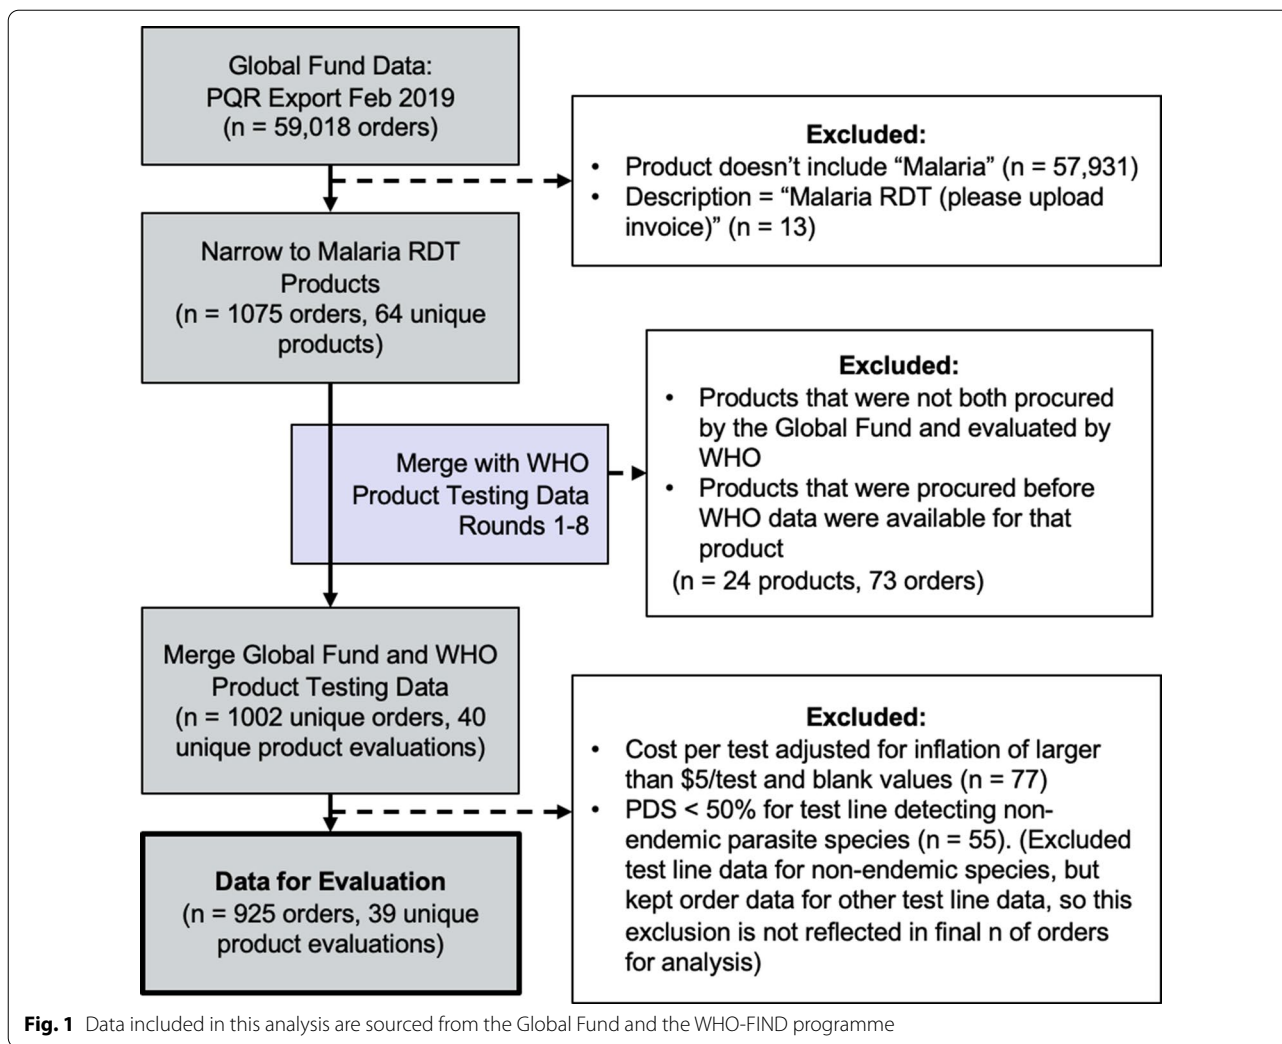 Global Fund Data:
PQR Export Feb 2019
(n = 59,018 orders)
Excluded:
• Product doesn’t include “Malaria” (n = 57,931)
• Description = “Malaria RDT (please upload
invoice)” (n = 13)
Narrow to Malaria RDT
Products
(n = 1075 orders, 64 unique
products)
Excluded:
• Products that were not both procured
by the Global Fund and evaluated by
WHO
• Products that were procured before
WHO data were available for that
product
(n = 24 products, 73 orders)
Merge with WHO
Product Testing Data
Rounds 1-8
Merge Global Fund and WHO
Product Testing Data
(n = 1002 unique orders, 40
unique product evaluations)
Excluded:
• Cost per test adjusted for inflation of larger
than $5/test and blank values (n = 77)
• PDS < 50% for test line detecting non-
endemic parasite species (n = 55). (Excluded
test line data for non-endemic species, but
kept order data for other test line data, so this
exclusion is not reflected in final n of orders
for analysis)
Data for Evaluation
(n = 925 orders, 39 unique
product evaluations)
Fig. 1 Data included in this analysis are sourced from the Global Fund and the WHO-FIND programme